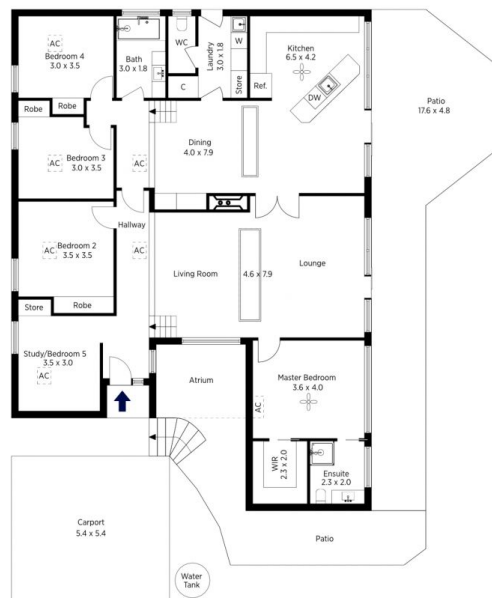 AC
Bedroom 4
3.0 x 3.5
Bath
3.0 x 1.8
WC
Laundry
3.0 x 1.8
W
Store
C
Kitchen
6.5 x 4.2
Ref.
DW
Patio
17.6 x 4.8
Robe
Robe
Bedroom 3
3.0 x 3.5
AC
AC
Dining
4.0 x 7.9
Bedroom 2
3.5 x 3.5
AC
Hallway
AC
Living Room
4.6 x 7.9
Lounge
Store
Robe
Study/Bedroom 5
3.5 x 3.0
AC
Atrium
Master Bedroom
3.6 x 4.0
AC
WIR
2.3 x 2.0
Ensuite
2.3 x 2.0
Carport
5.4 x 5.4
Patio
Water
Tank